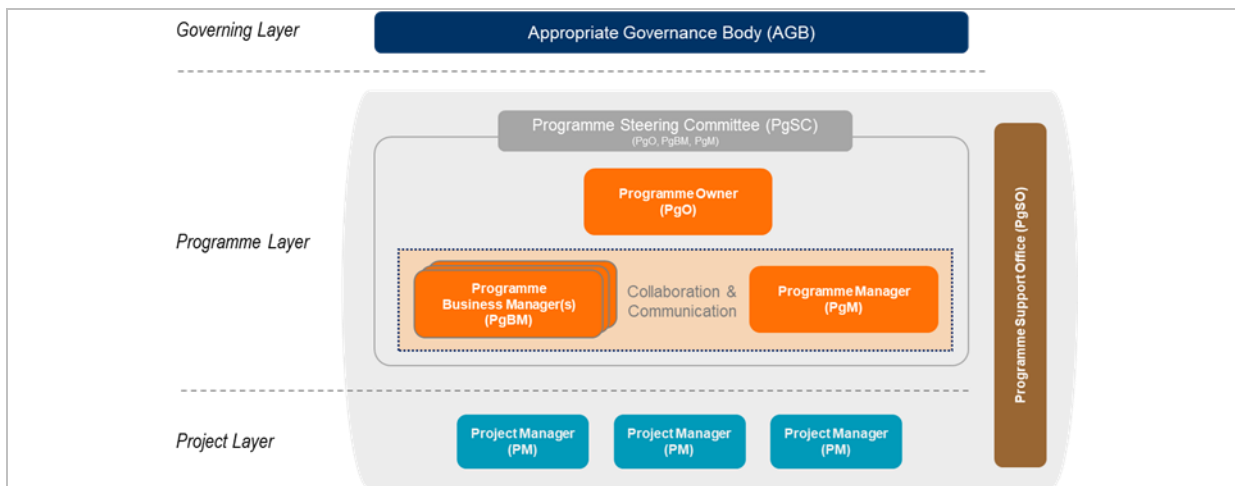 Governing Layer
Appropriate Governance Body (AGB)
Programme Steering Committee (PgSC)
(PgO, PgBM, PgM)
Programme Owner
(PgO)
Programme Layer
Programme
Business Manager(s)
(PgBM)
Collaboration &
Communication
Programme Manager
(PgM)
Programme Support Office (PgSO)
Project Layer
Project Manager
(PM)
Project Manager
(PM)
Project Manager
(PM)